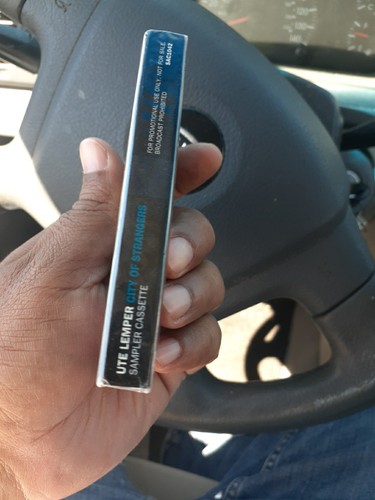 UTE LEMPER CITY OF STRANGERS
SAMPLER CASSETTE
FOR PROMOTIONAL USE ONLY, NOT FOR SALE
BROADCAST PROHIBITED